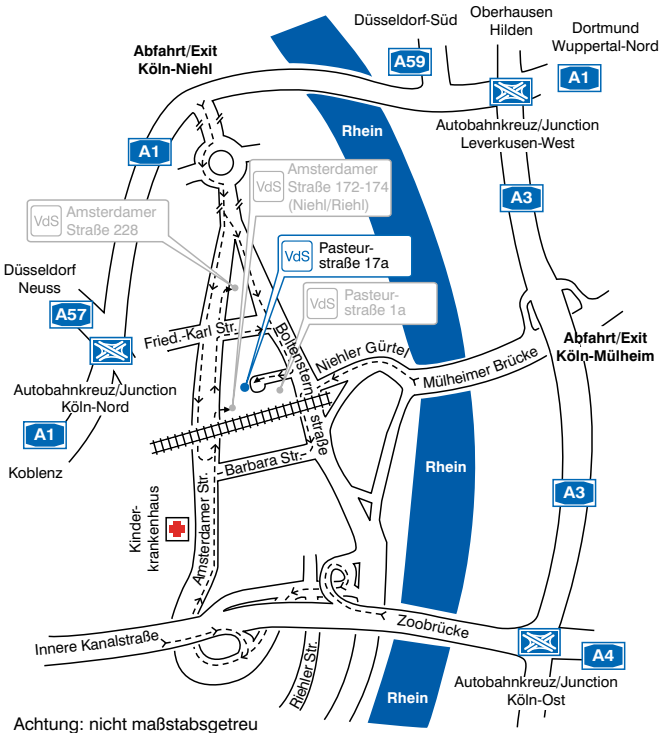 Oberhausen
Hilden
Düsseldorf-Süd
Dortmund
Wuppertal-Nord
Abfahrt/Exit
Köln-Niehl
A59
A1
Rhein
Autobahnkreuz/Junction
Leverkusen-West
A1
A3
VdS
Amsterdamer
Straße 172-174
(Niehl/Riehl)
VdS
Amsterdamer
Straße 228
VdS
Pasteur-
straße 17a
Düsseldorf
Neuss
VdS
Pasteur-
straße 1a
A57
Fried.-Karl Str.
Bollenstern
straße
Niehler Gürtel
Mülheimer Brücke
Abfahrt/Exit
Köln-Mülheim
Autobahnkreuz/Junction
Köln-Nord
A1
Koblenz
Barbara Str.
Rhein
A3
Kinder-
krankenhaus
Amsterdamer Str.
Innere Kanalstraße
Zoobrücke
Riehler Str.
A4
Autobahnkreuz/Junction
Köln-Ost
Rhein
Achtung: nicht maßstabsgetreu